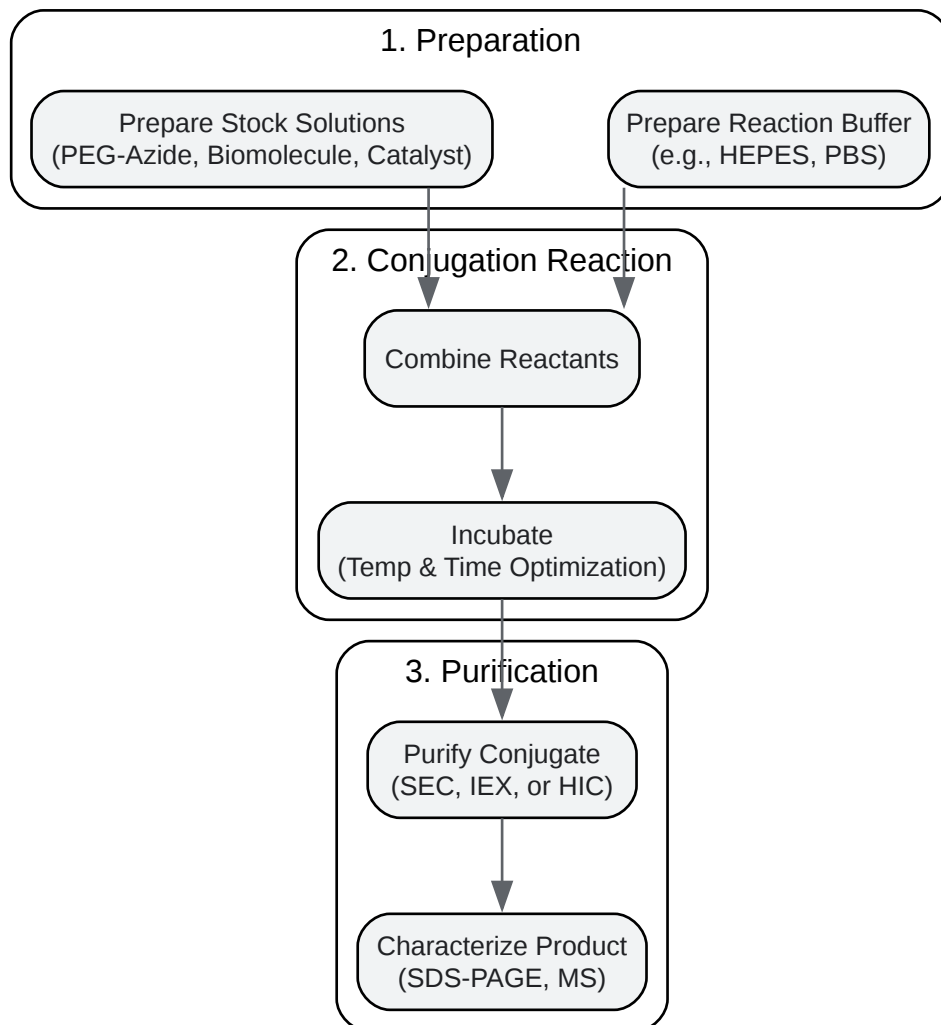 1. Preparation
Prepare Stock Solutions
(PEG-Azide, Biomolecule, Catalyst)
Prepare Reaction Buffer
(e.g., HEPES, PBS)
2. Conjugation Reaction
Combine Reactants
Incubate
(Temp & Time Optimization)
3. Purification
Purify Conjugate
(SEC, IEX, or HIC)
Characterize Product
(SDS-PAGE, MS)